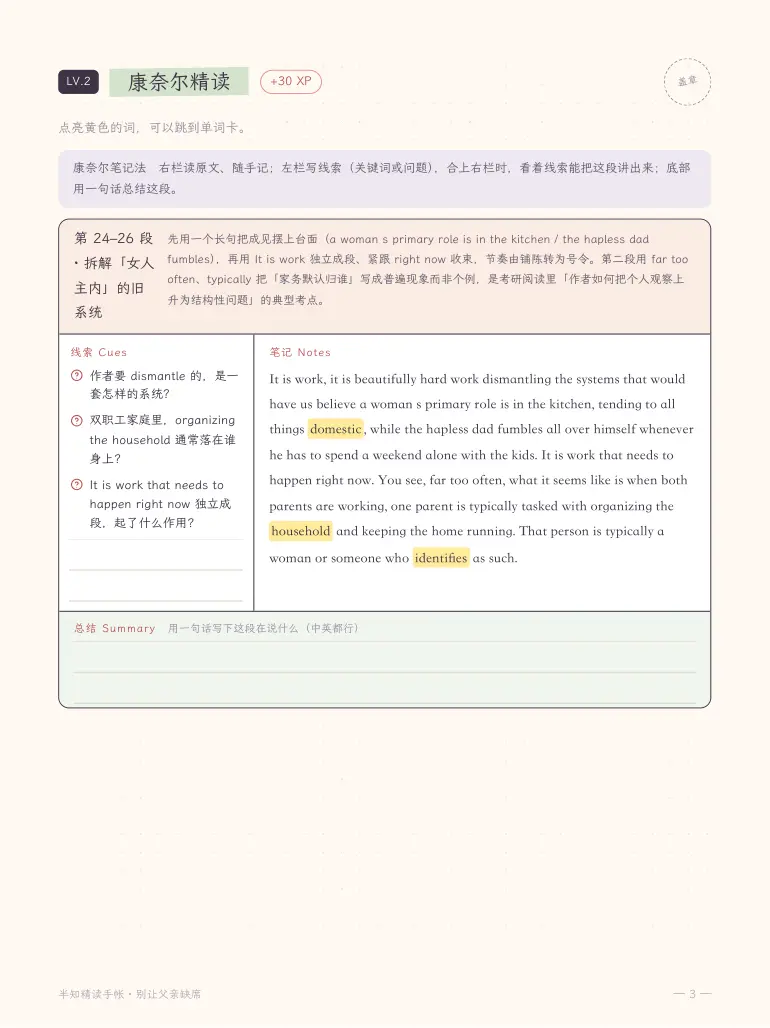 LV.2 康奈尔精读 +30 XP 盖章
点亮黄色的词，可以跳到单词卡。
康奈尔笔记法 右栏读原文、随手记；左栏写线索（关键词或问题），合上右栏时，看着线索能把这段讲出来；底部
用一句话总结这段。
第 24–26 段
·拆解「女人
主内」的旧
系统
先用一个长句把成见摆上台面（a woman s primary role is in the kitchen / the hapless dad
fumbles），再用 It is work 独立成段、紧跟 right now 收束，节奏由铺陈转为号令。第二段用 far too
often、typically 把「家务默认归谁」写成普遍现象而非个例，是考研阅读里「作者如何把个人观察上
升为结构性问题」的典型考点。
线索 Cues
作者要 dismantle 的，是一
套怎样的系统？
双职工家庭里，organizing
the household 通常落在谁
身上？
It is work that needs to
happen right now 独立成
段，起了什么作用？
笔记 Notes
It is work, it is beautifully hard work dismantling the systems that would
have us believe a woman s primary role is in the kitchen, tending to all
things domestic, while the hapless dad fumbles all over himself whenever
he has to spend a weekend alone with the kids. It is work that needs to
happen right now. You see, far too often, what it seems like is when both
parents are working, one parent is typically tasked with organizing the
household and keeping the home running. That person is typically a
woman or someone who identifies as such.
总结 Summary 用一句话写下这段在说什么（中英都行）
半知精读手帐·别让父亲缺席
— 3 —